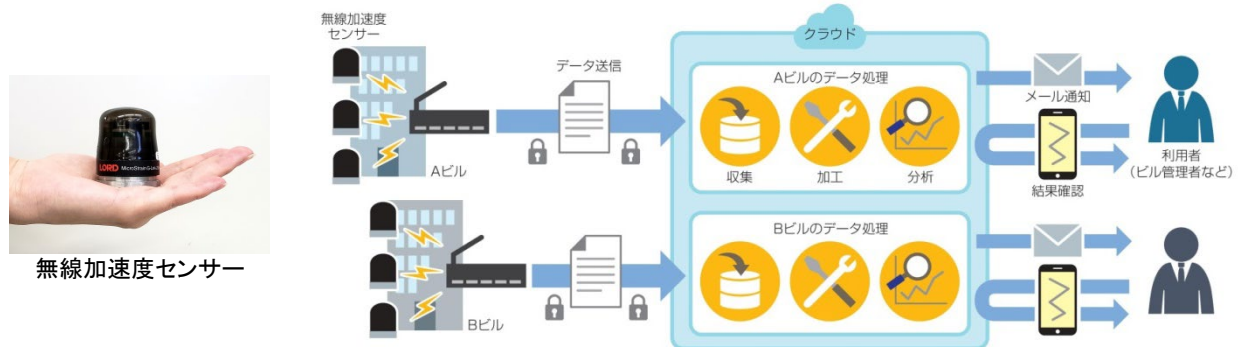 無線加速度
センサー
データ送信
クラウド
Aビルのデータ処理
収集
加工
分析
メール通知
結果確認
利用者
（ビル管理者など）
Aビル
LORD MicroStrain
無線加速度センサー
Bビルのデータ処理
Bビル